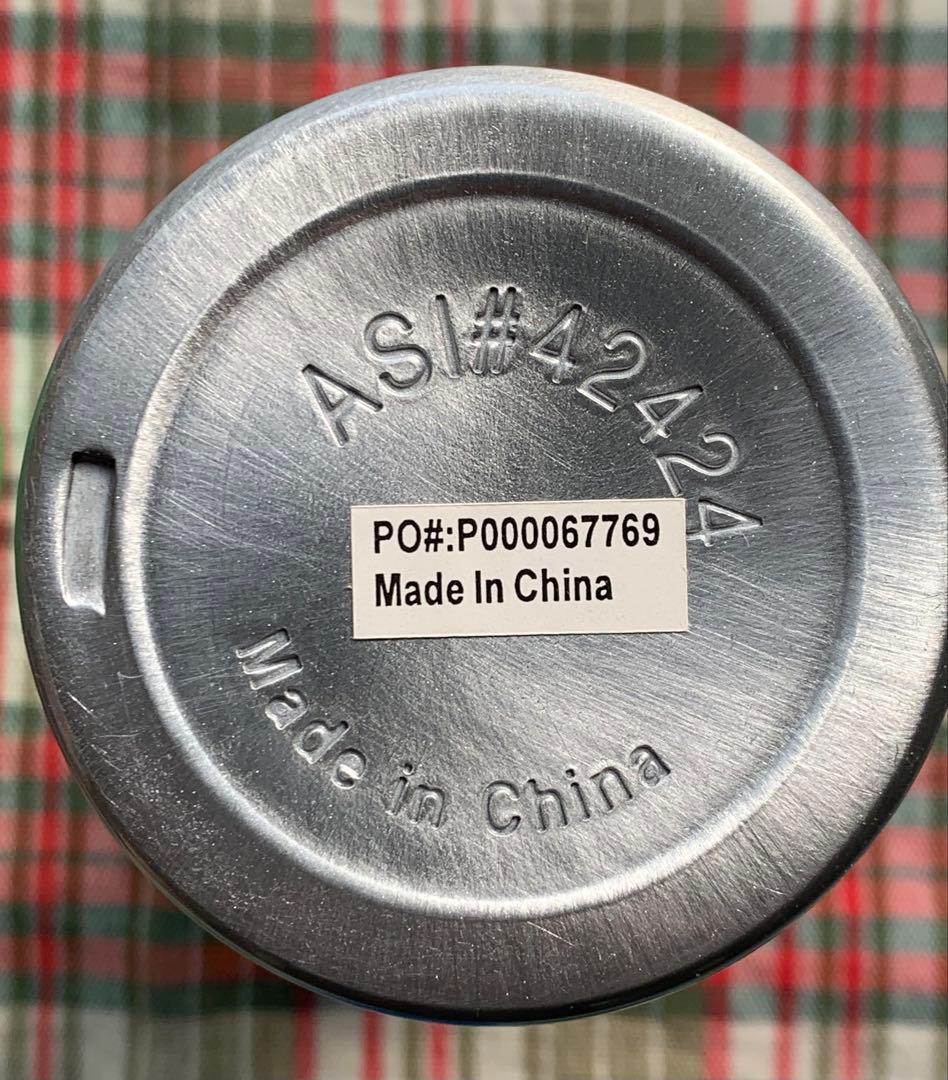 ASI#42424
PO#:P000067769
Made In China
Made in China